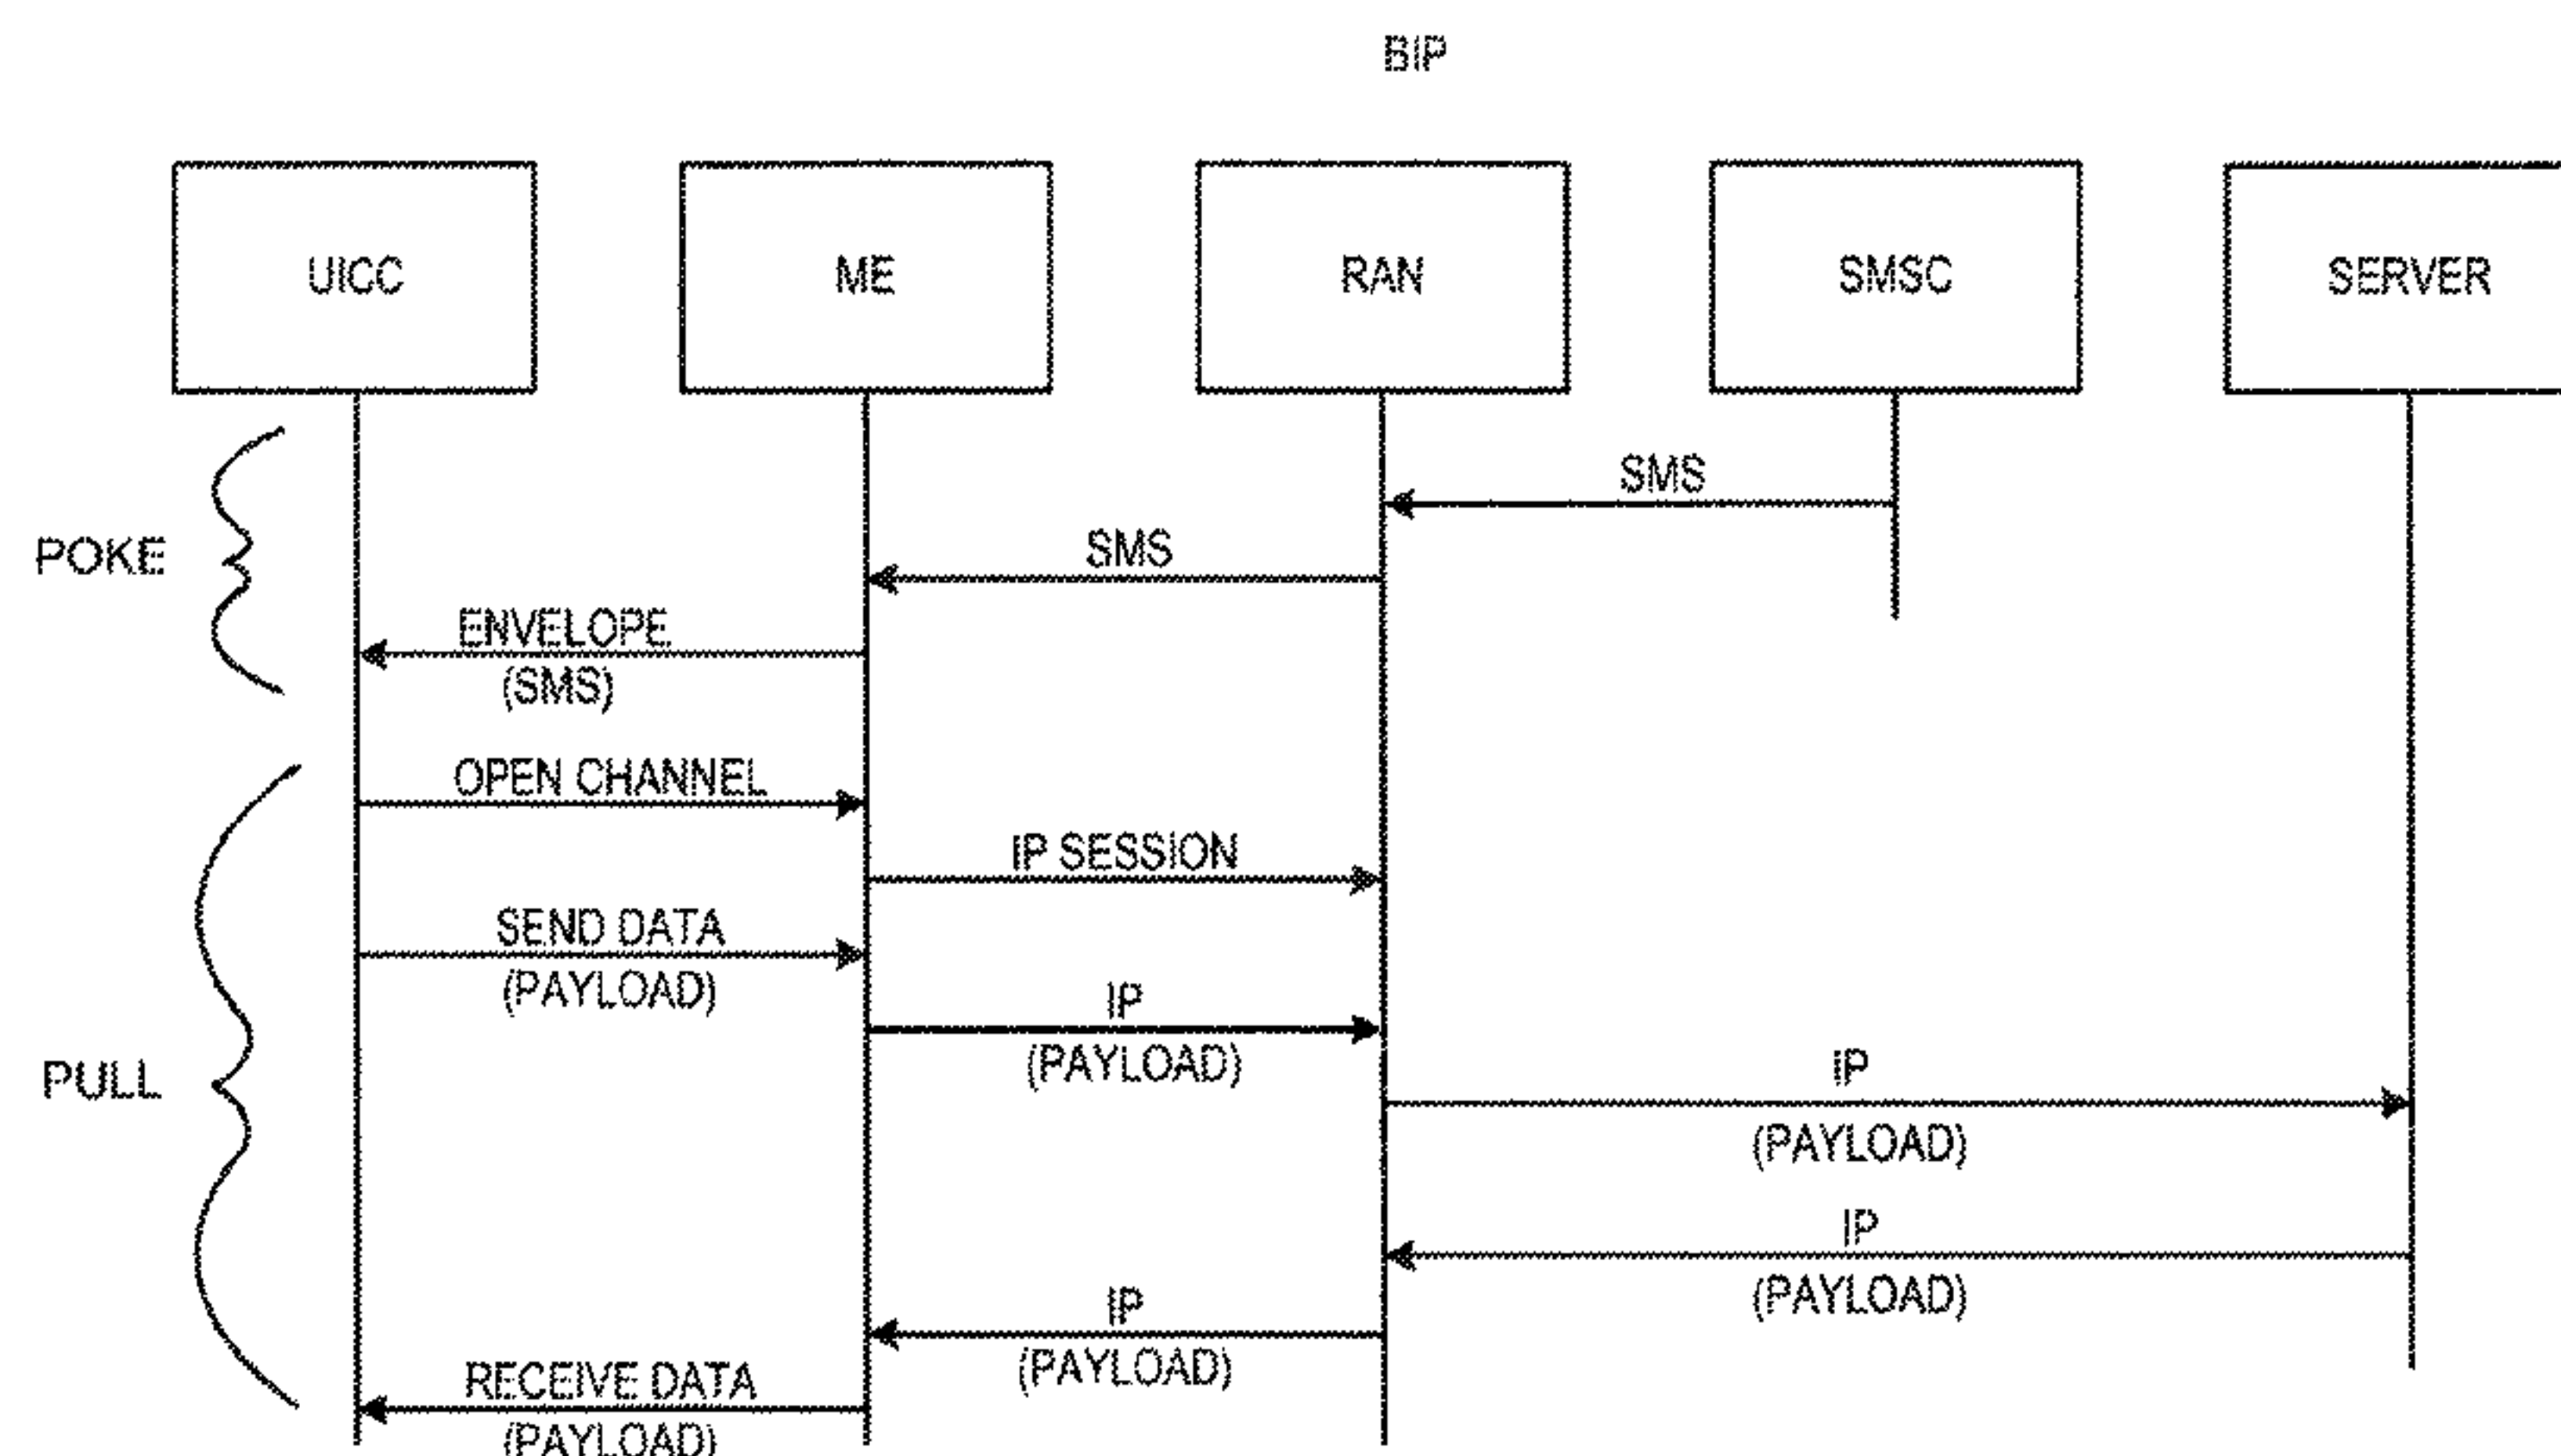 BIP
UICC
ME
RAN
SMSC
SERVER
SMS
SMS
POKE
ENVELOPE
(SMS)
OPEN CHANNEL
IP SESSION
SEND DATA
(PAYLOAD)
IP
(PAYLOAD)
PULL
IP
(PAYLOAD)
IP
(PAYLOAD)
IP
(PAYLOAD)
RECEIVE DATA
(PAYLOAD)